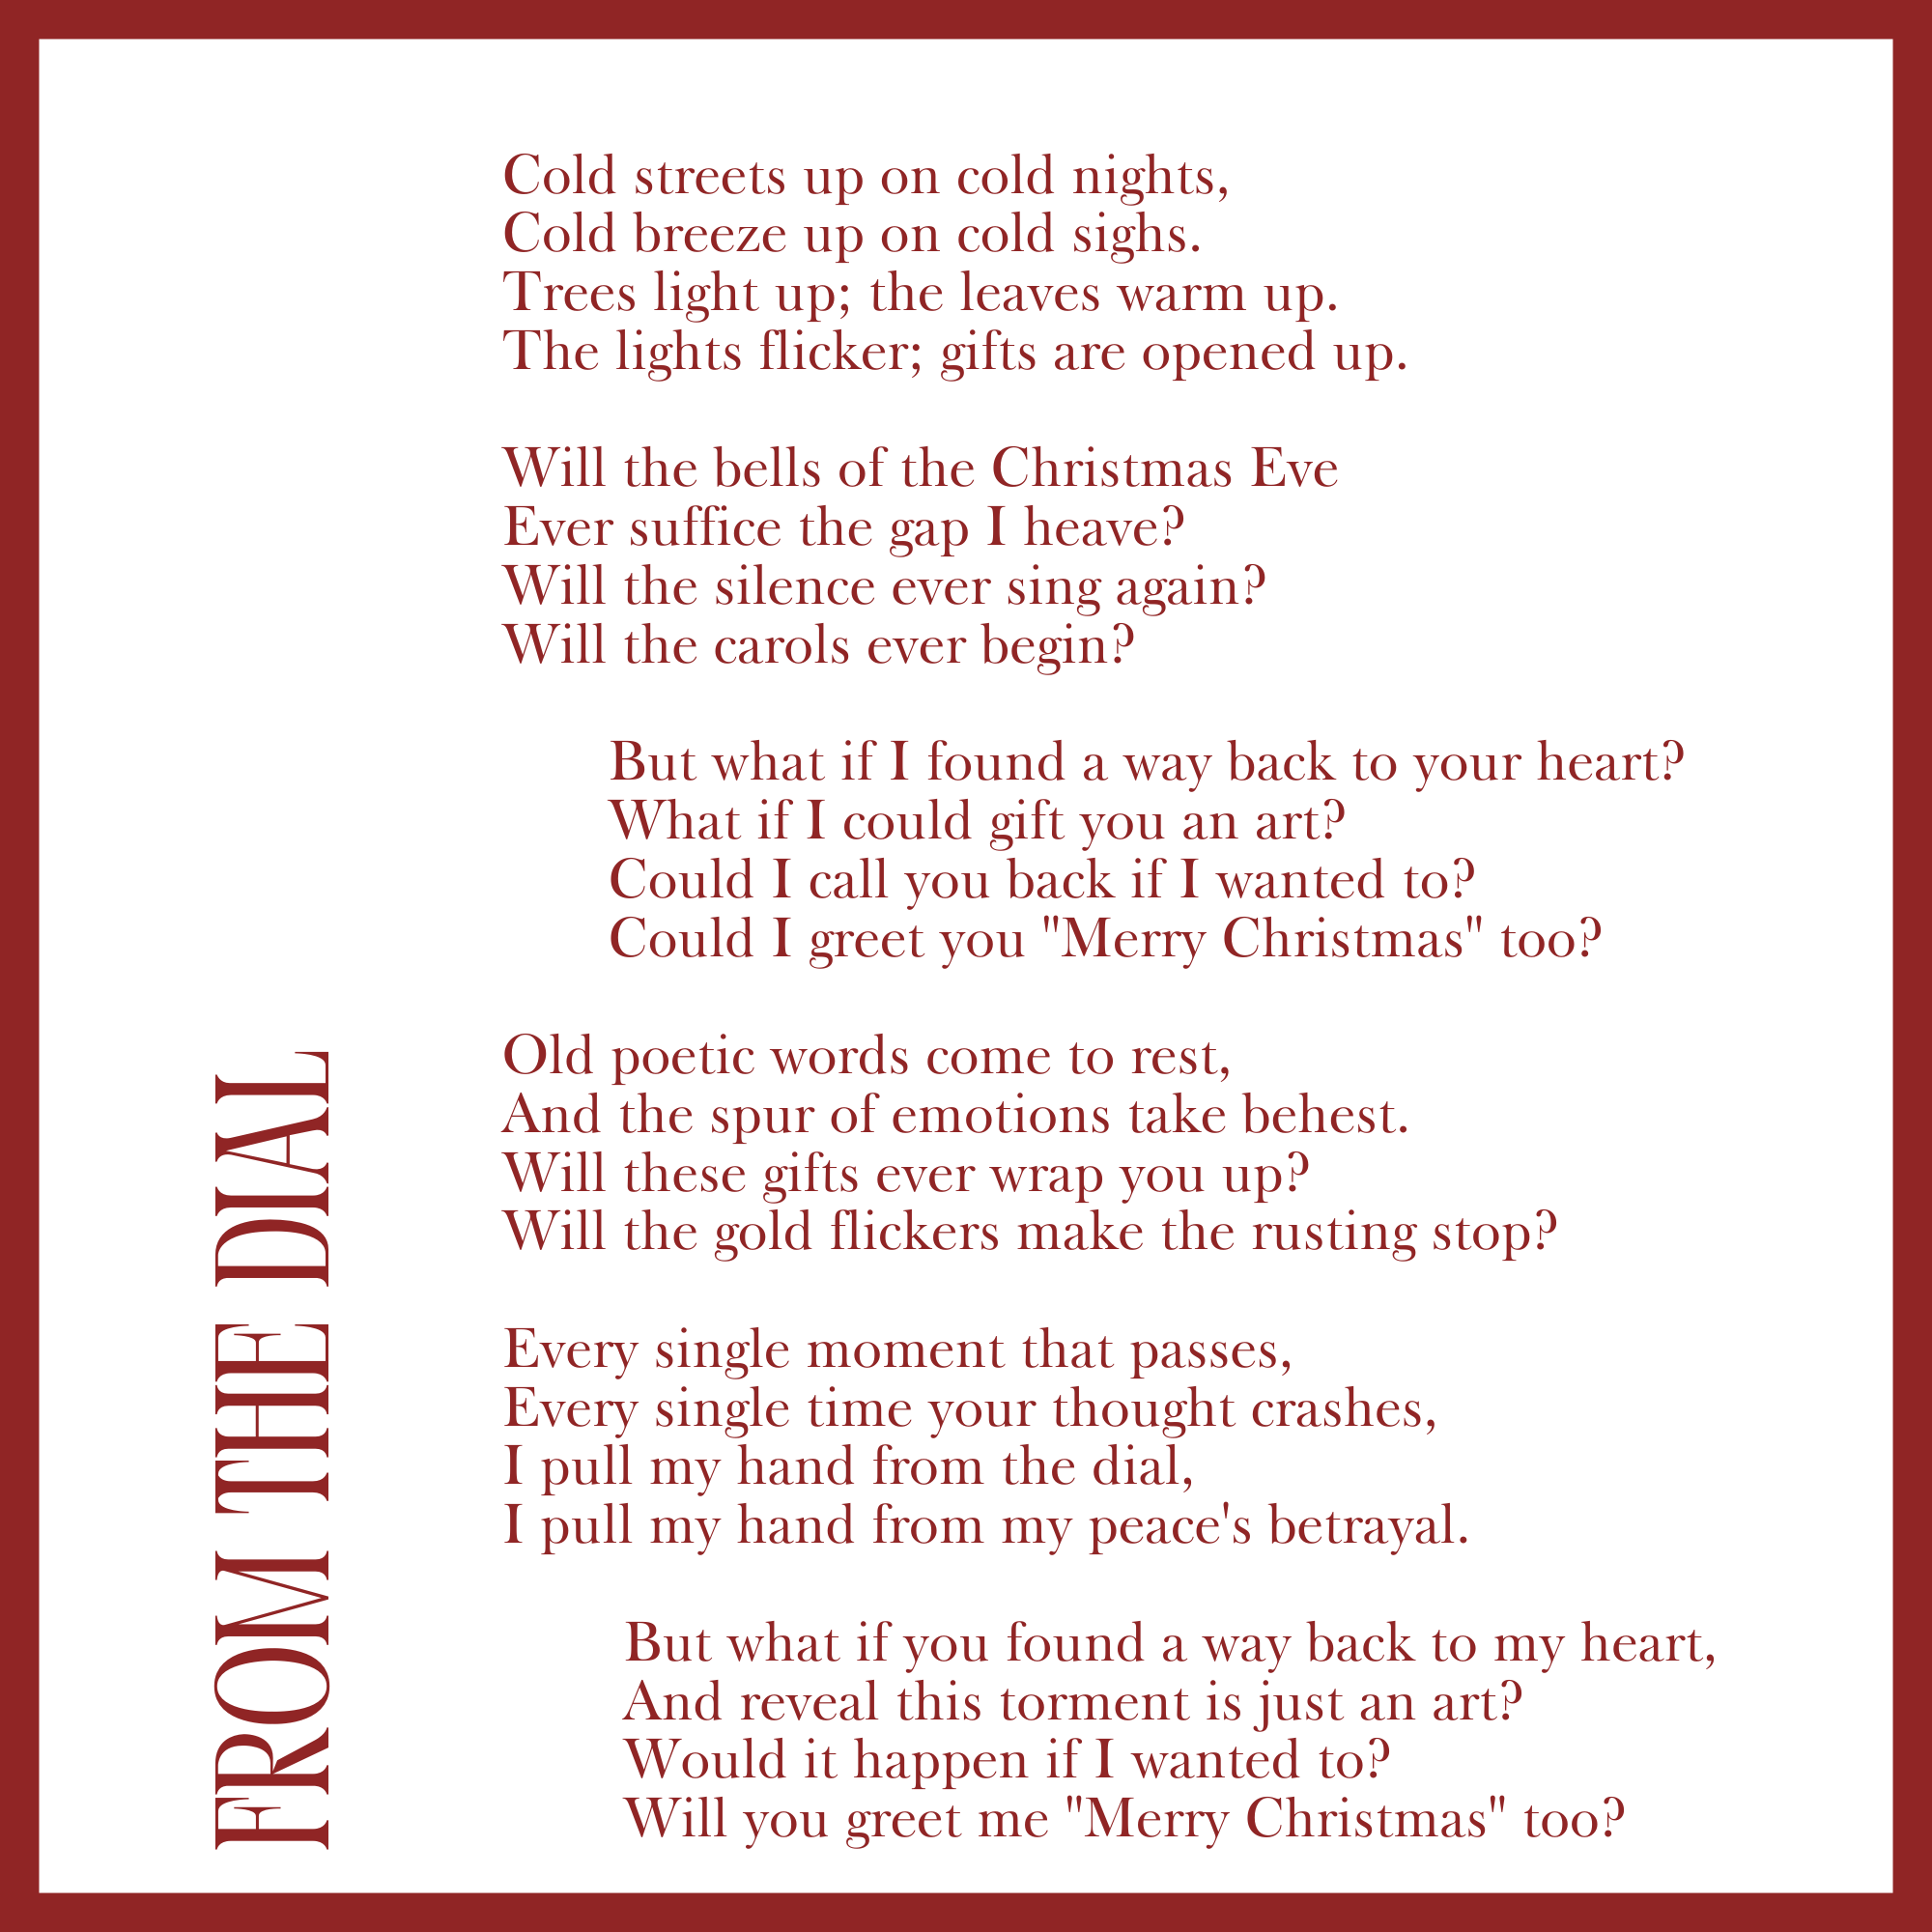 FROM THE DIAL
Cold streets up on cold nights,
Cold breeze up on cold sighs.
Trees light up; the leaves warm up.
The lights flicker; gifts are opened up.
Will the bells of the Christmas Eve
Ever suffice the gap I heave?
Will the silence ever sing again?
Will the carols ever begin?
But what if I found a way back to your heart?
What if I could gift you an art?
Could I call you back if I wanted to?
Could I greet you "Merry Christmas" too?
Old poetic words come to rest,
And the spur of emotions take behest.
Will these gifts ever wrap you up?
Will the gold flickers make the rusting stop?
Every single moment that passes,
Every single time your thought crashes,
I pull my hand from the dial,
I pull my hand from my peace's betrayal.
But what if you found a way back to my heart,
And reveal this torment is just an art?
Would it happen if I wanted to?
Will you greet me "Merry Christmas" too?